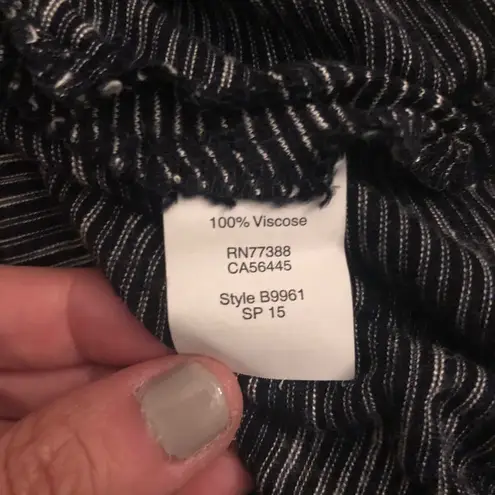 100% Viscose
RN77388
CA56445
Style B9961
SP 15